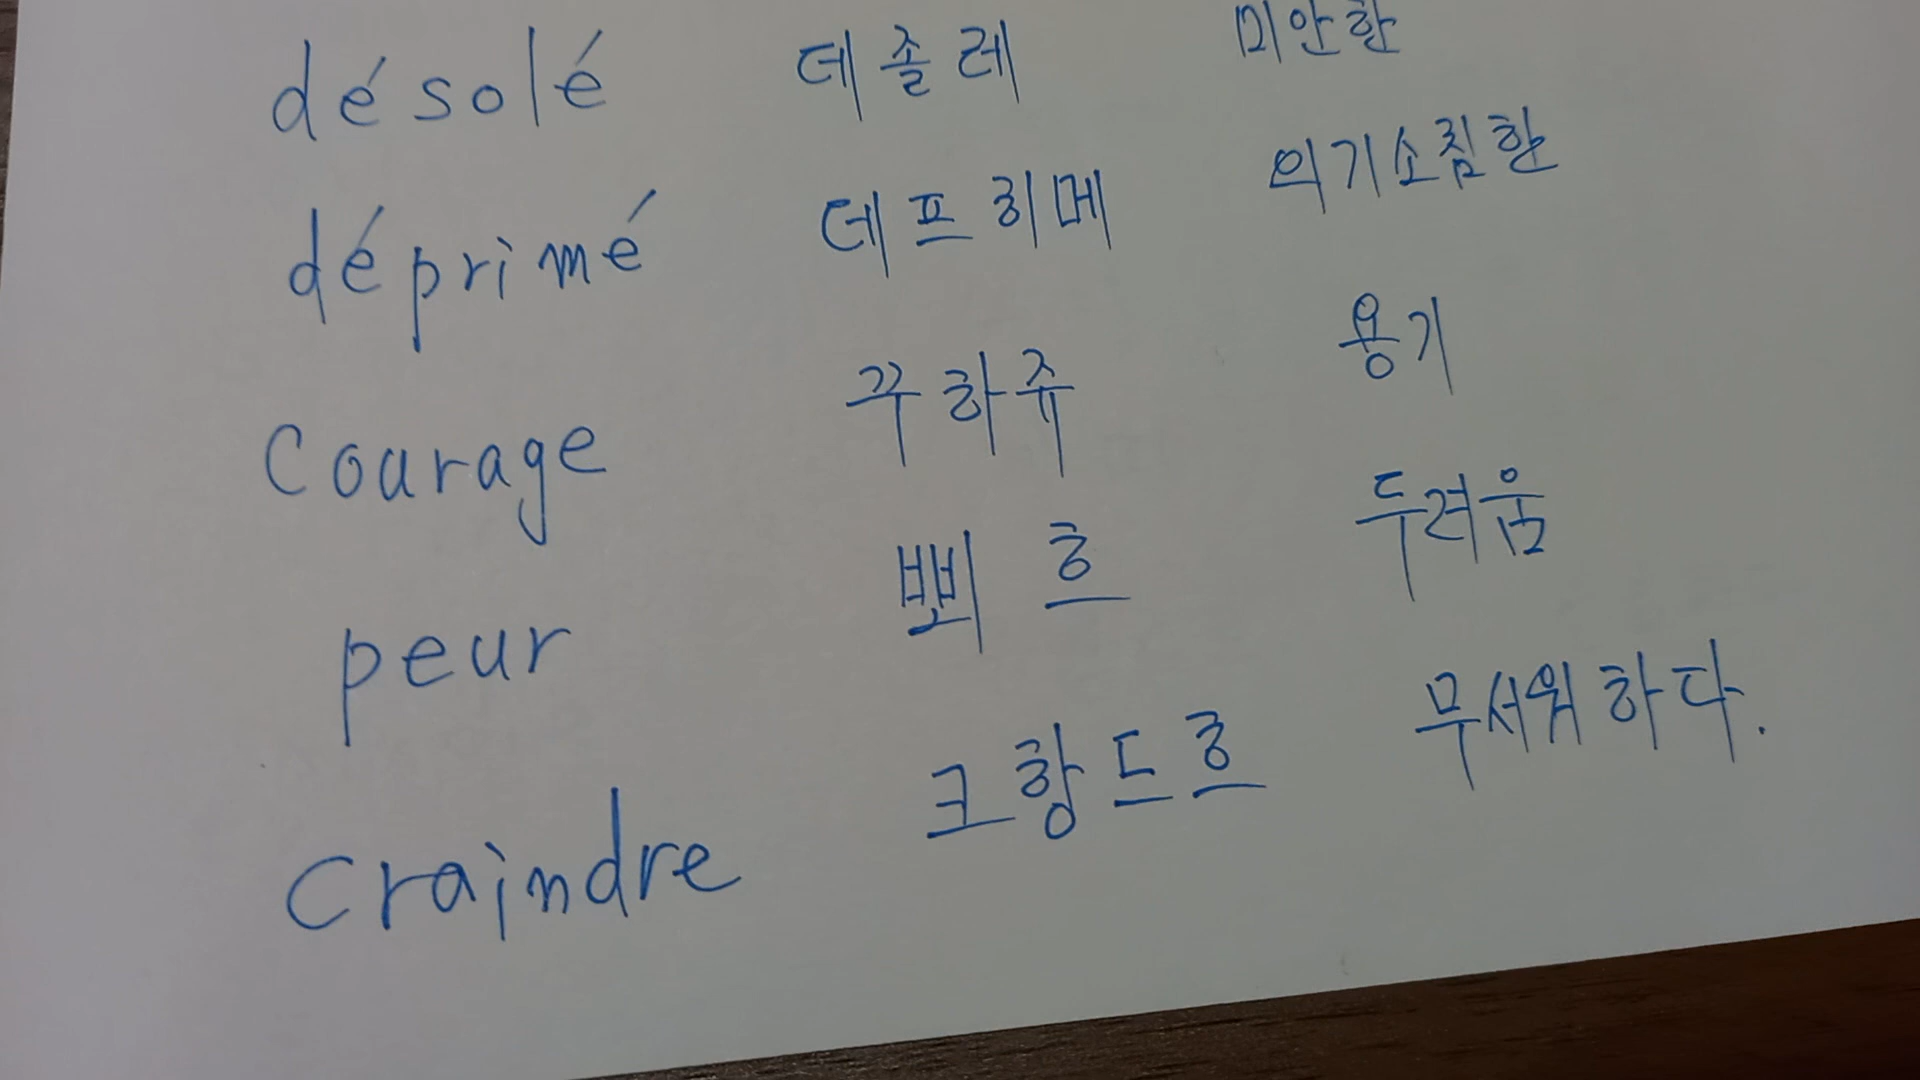 désolé 데졸레 미안한
déprimé 데프히메 의기소침한
Courage 꾸하쥬 용기
peur 뾔흐 두려움
Craindre 크항드흐 무서워하다.